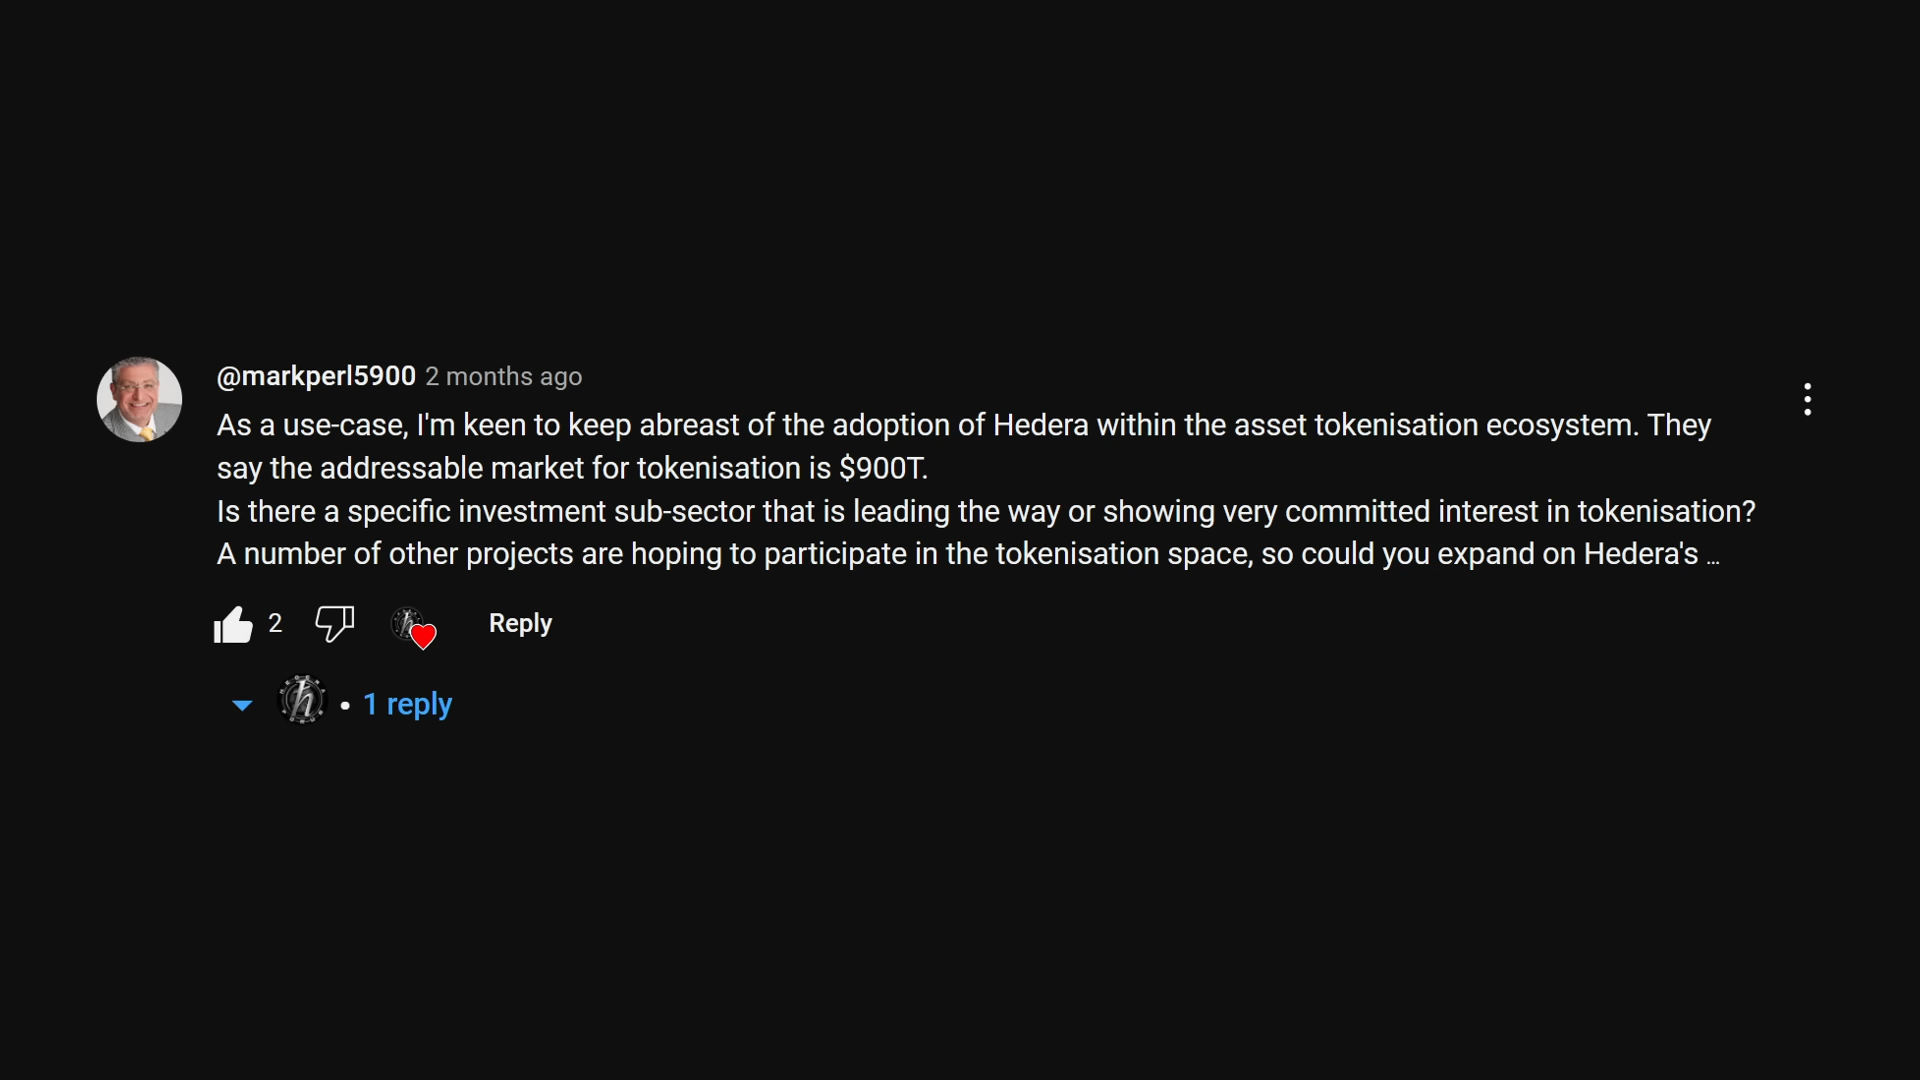 @markperl5900 2 months ago
As a use-case, I'm keen to keep abreast of the adoption of Hedera within the asset tokenisation ecosystem. They
say the addressable market for tokenisation is $900T.
Is there a specific investment sub-sector that is leading the way or showing very committed interest in tokenisation?
A number of other projects are hoping to participate in the tokenisation space, so could you expand on Hedera's ...
2 Reply
• 1 reply